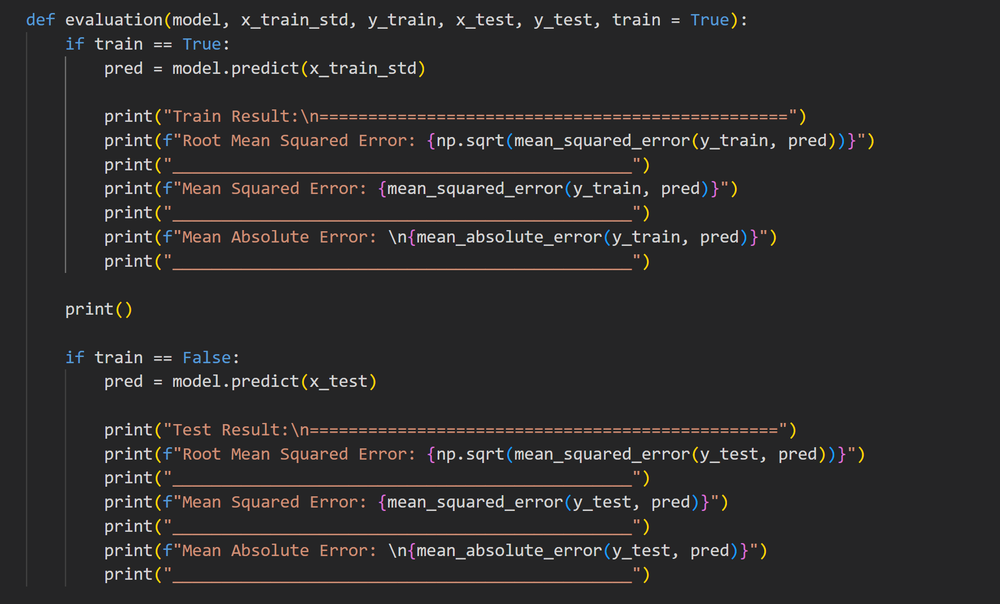 def evaluation(model, x_train_std, y_train, x_test, y_test, train = True):
    if train == True:
        pred = model.predict(x_train_std)

        print("Train Result:\n================================================")
        print(f"Root Mean Squared Error: {np.sqrt(mean_squared_error(y_train, pred))}")
        print("_______________________________________________")
        print(f"Mean Squared Error: {mean_squared_error(y_train, pred)}")
        print("_______________________________________________")
        print(f"Mean Absolute Error: \n{mean_absolute_error(y_train, pred)}")
        print("_______________________________________________")

    print()

    if train == False:
        pred = model.predict(x_test)

        print("Test Result:\n================================================")
        print(f"Root Mean Squared Error: {np.sqrt(mean_squared_error(y_test, pred))}")
        print("_______________________________________________")
        print(f"Mean Squared Error: {mean_squared_error(y_test, pred)}")
        print("_______________________________________________")
        print(f"Mean Absolute Error: \n{mean_absolute_error(y_test, pred)}")
        print("_______________________________________________")